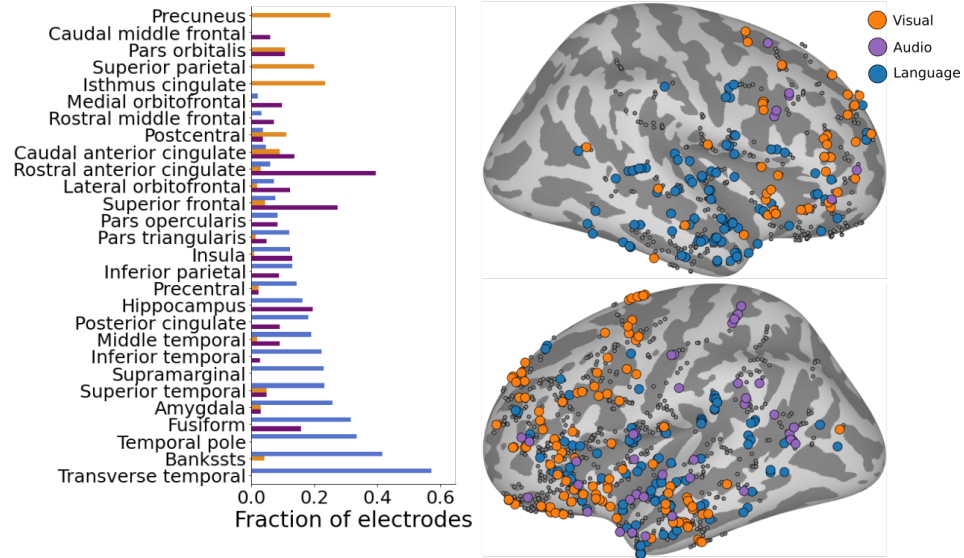 Precuneus
Caudal middle frontal
Pars orbitalis
Superior parietal
Isthmus cingulate
Medial orbitofrontal
Rostral middle frontal
Postcentral
Caudal anterior cingulate
Rostral anterior cingulate
Lateral orbitofrontal
Superior frontal
Pars opercularis
Pars triangularis
Insula
Inferior parietal
Precentral
Hippocampus
Posterior cingulate
Middle temporal
Inferior temporal
Supramarginal
Superior temporal
Amygdala
Fusiform
Temporal pole
Bankssts
Transverse temporal
0.0 0.2 0.4 0.6
Fraction of electrodes
Visual
Audio
Language